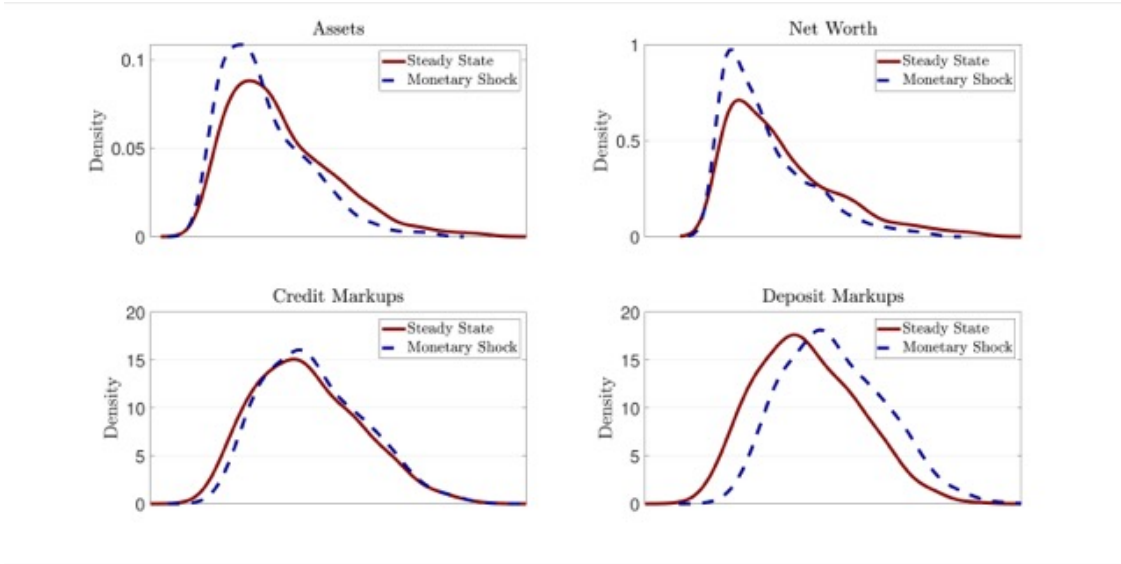 Assets
Steady State
Monetary Shock
Density
0.1
0.05
0
Net Worth
Steady State
Monetary Shock
Density
1
0.5
0
Credit Markups
Steady State
Monetary Shock
Density
20
15
10
5
0
Deposit Markups
Steady State
Monetary Shock
Density
20
15
10
5
0